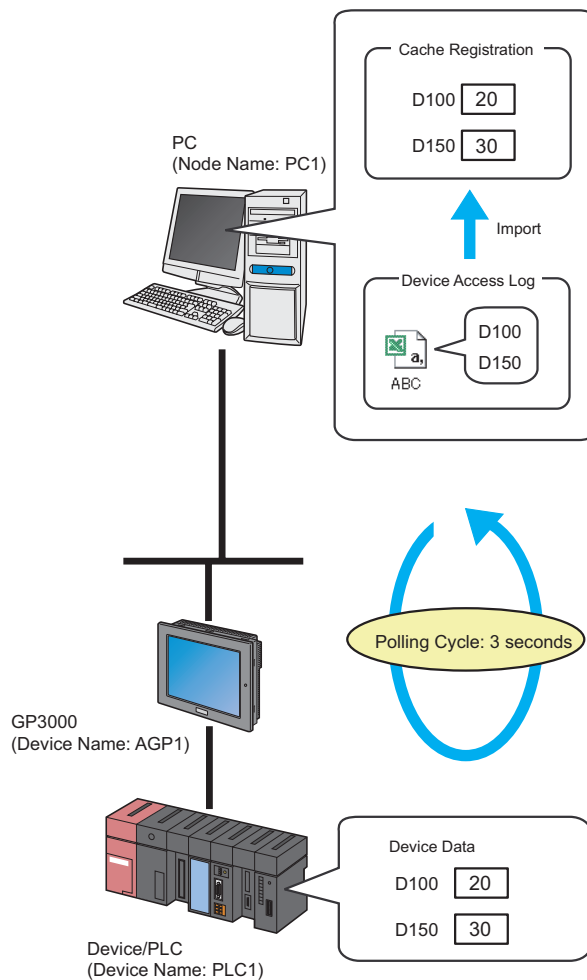 Cache Registration
D100 20
D150 30
PC
(Node Name: PC1)
Import
Device Access Log
D100
D150
a,
ABC
Polling Cycle: 3 seconds
GP3000
(Device Name: AGP1)
Device Data
D100 20
D150 30
Device/PLC
(Device Name: PLC1)